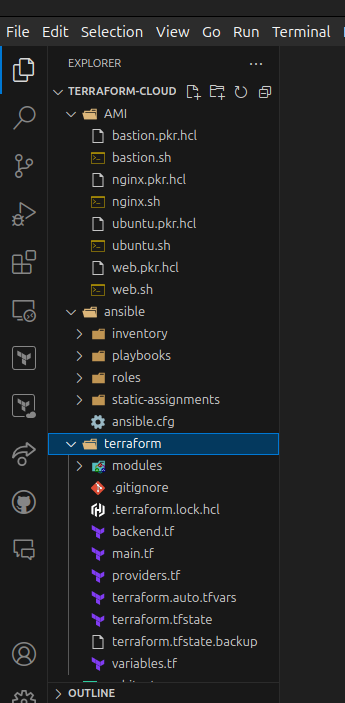 File Edit Selection View Go Run Terminal
EXPLORER
TERRAFORM-CLOUD
AMI
bastion.pkr.hcl
bastion.sh
nginx.pkr.hcl
nginx.sh
ubuntu.pkr.hcl
ubuntu.sh
web.pkr.hcl
web.sh
ansible
inventory
playbooks
roles
static-assignments
ansible.cfg
terraform
modules
.gitignore
.terraform.lock.hcl
backend.tf
main.tf
providers.tf
terraform.auto.tfvars
terraform.tfstate
terraform.tfstate.backup
variables.tf
OUTLINE